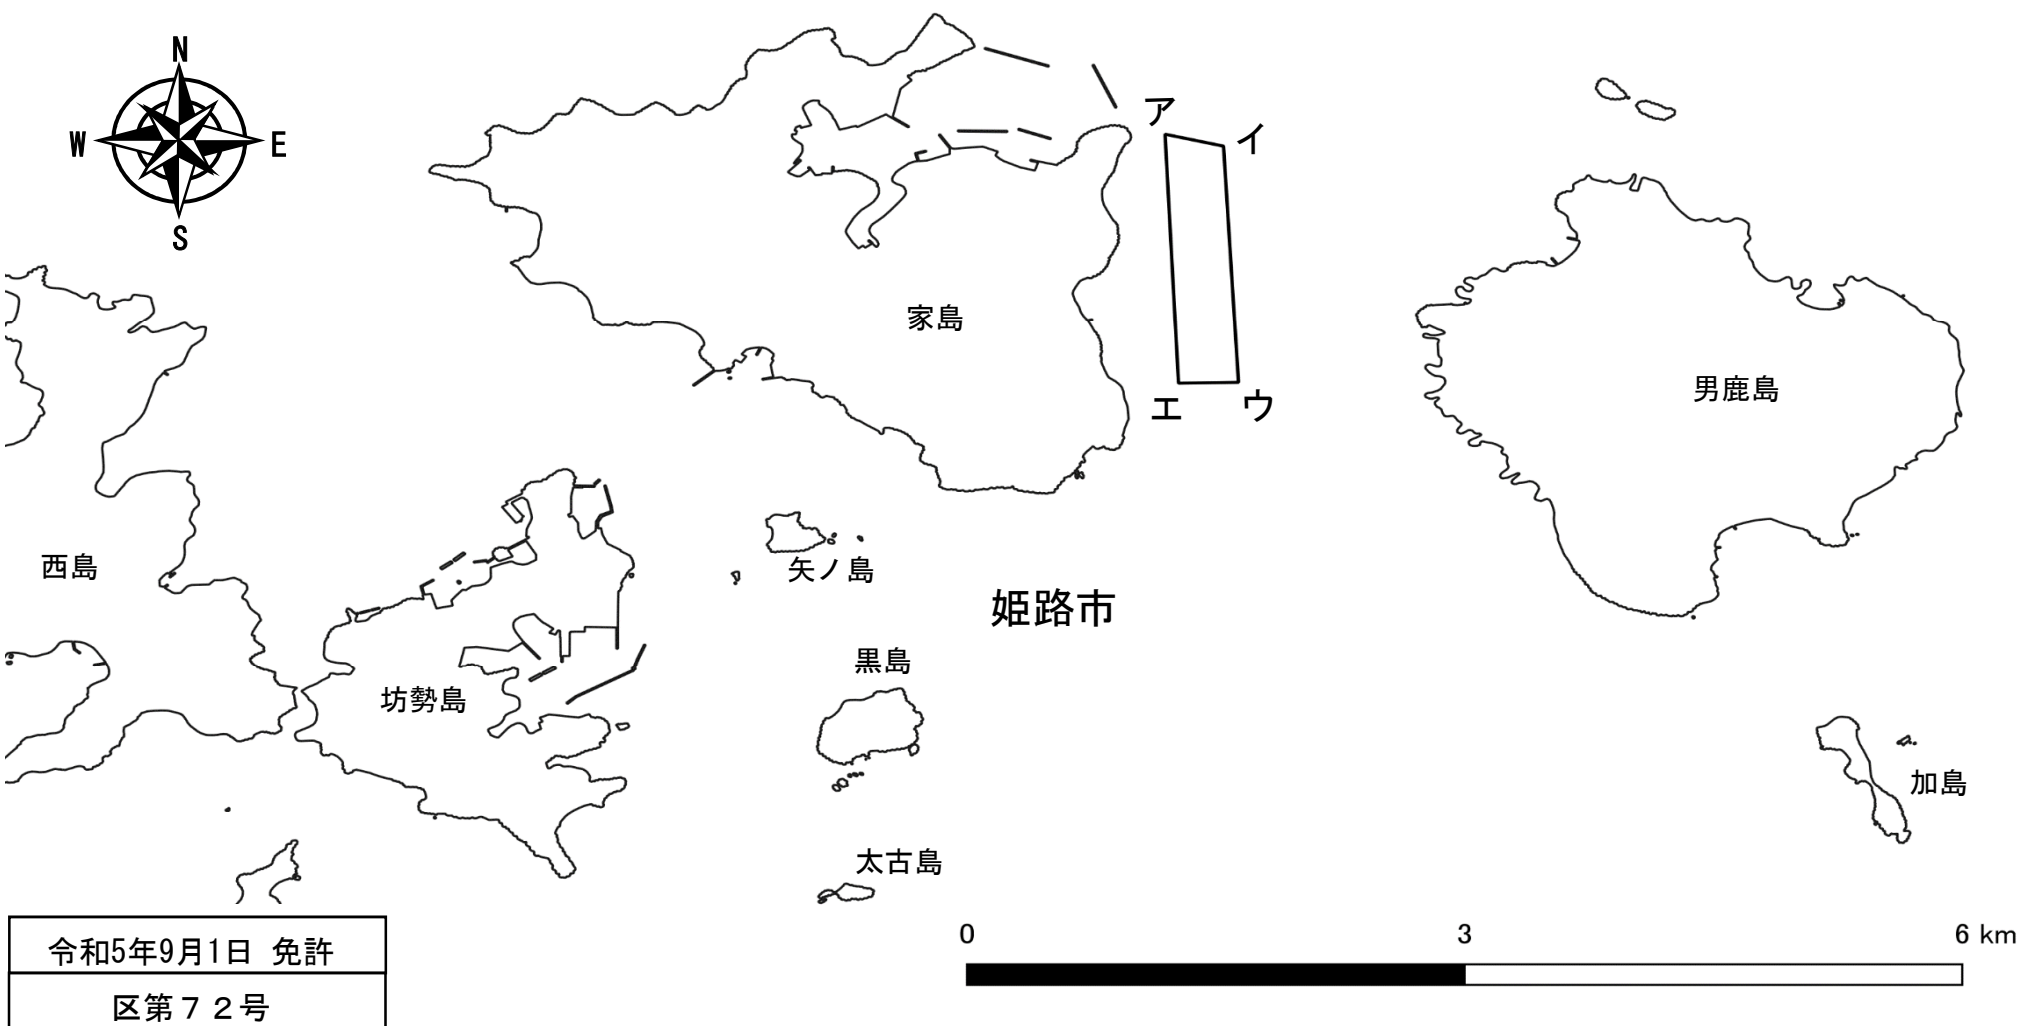 N
W
E
S
ア
イ
家島
男鹿島
エ
ウ
西島
矢ノ島
姫路市
黒島
坊勢島
加島
太古島
0
3
6 km
令和5年9月1日 免許
区第７２号